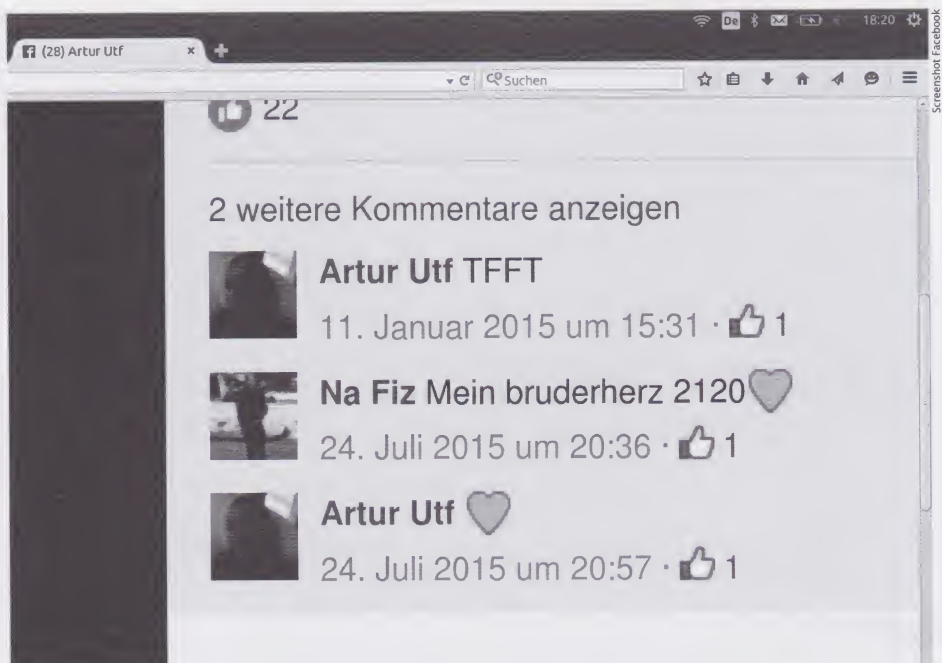 De
18:20
(28) Artur Utf
Suchen
Screenshot Facebook
22
2 weitere Kommentare anzeigen
Artur Utf TFFT
11. Januar 2015 um 15:31 · 1
Na Fiz Mein bruderherz 2120
24. Juli 2015 um 20:36 · 1
Artur Utf
24. Juli 2015 um 20:57 · 1